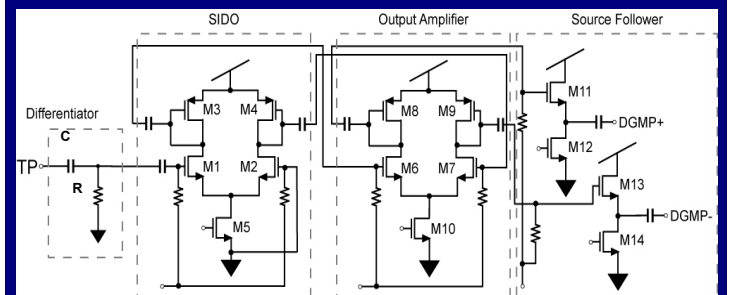 SIDO
Output Amplifier
Source Follower
Differentiator
C
TP
R
M3
M4
M1
M2
M5
M8
M9
M6
M7
M10
M11
DGMP+
M12
M13
DGMP-
M14